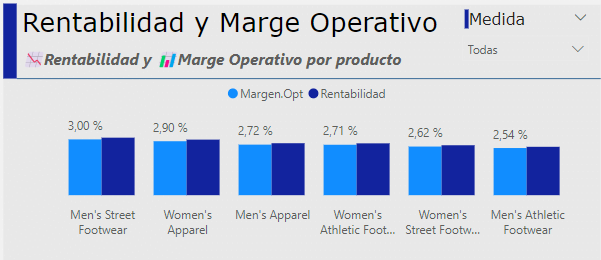 Rentabilidad y Marge Operativo
Medida
Todas
Rentabilidad y Marge Operativo por producto
Margen.Opt Rentabilidad
3,00 % 2,90 % 2,72 % 2,71 % 2,62 % 2,54 %
Men's Street Footwear
Women's Apparel
Men's Apparel
Women's Athletic Foot...
Women's Street Footw...
Men's Athletic Footwear